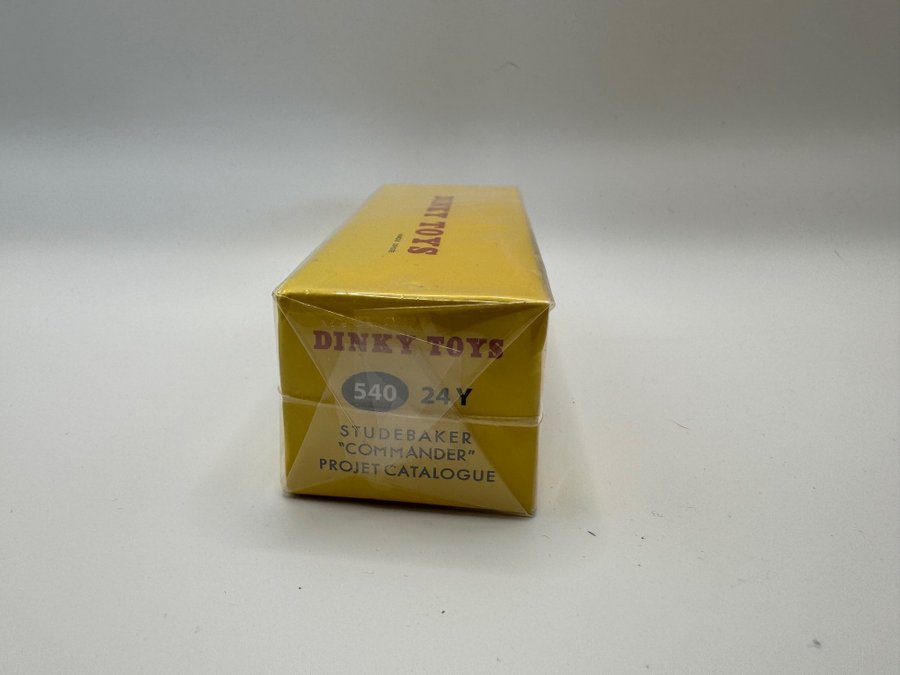 DINKY TOYS
DINKY TOYS
540 24Y
STUDEBAKER
"COMMANDER"
PROJET CATALOGUE